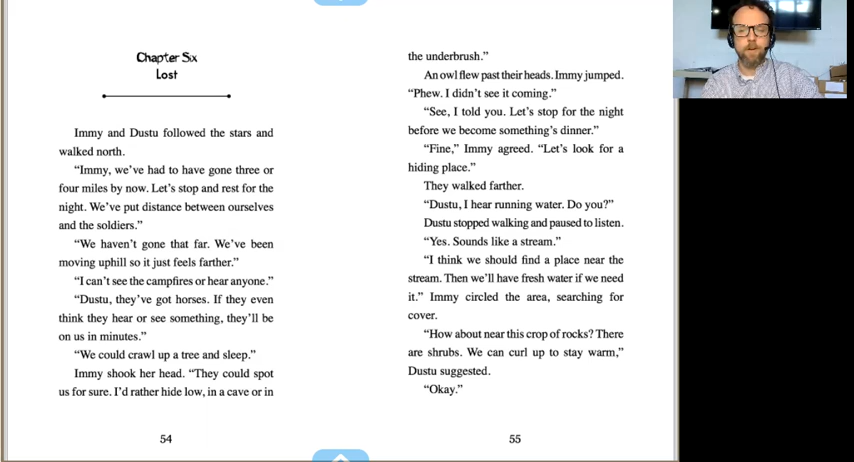 Chapter Six
Lost
Immy and Dustu followed the stars and
walked north.
“Immy, we’ve had to have gone three or
four miles by now. Let’s stop and rest for the
night. We’ve put distance between ourselves
and the soldiers.”
“We haven’t gone that far. We’ve been
moving uphill so it just feels farther.”
“I can’t see the campfires or hear anyone.”
“Dustu, they’ve got horses. If they even
think they hear or see something, they’ll be
on us in minutes.”
“We could crawl up a tree and sleep.”
Immy shook her head. “They could spot
us for sure. I’d rather hide low, in a cave or in
54
the underbrush.”
An owl flew past their heads. Immy jumped.
“Phew. I didn’t see it coming.”
“See, I told you. Let’s stop for the night
before we become something’s dinner.”
“Fine,” Immy agreed. “Let’s look for a
hiding place.”
They walked farther.
“Dustu, I hear running water. Do you?”
Dustu stopped walking and paused to listen.
“Yes. Sounds like a stream.”
“I think we should find a place near the
stream. Then we’ll have fresh water if we need
it.” Immy circled the area, searching for
cover.
“How about near this crop of rocks? There
are shrubs. We can curl up to stay warm,”
Dustu suggested.
“Okay.”
55